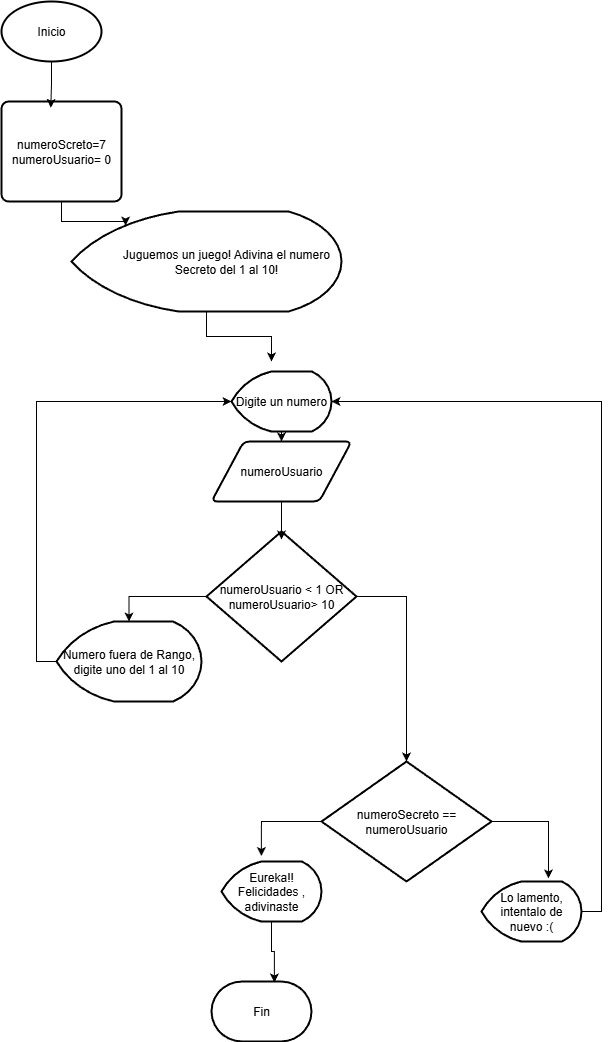 Inicio
numeroScreto=7
numeroUsuario= 0
Juguemos un juego! Adivina el numero
Secreto del 1 al 10!
Digite un numero
numeroUsuario
numeroUsuario < 1 OR
numeroUsuario> 10
Numero fuera de Rango,
digite uno del 1 al 10
numeroSecreto ==
numeroUsuario
Eureka!!
Felicidades ,
adivinaste
Lo lamento,
intentalo de
nuevo :(
Fin